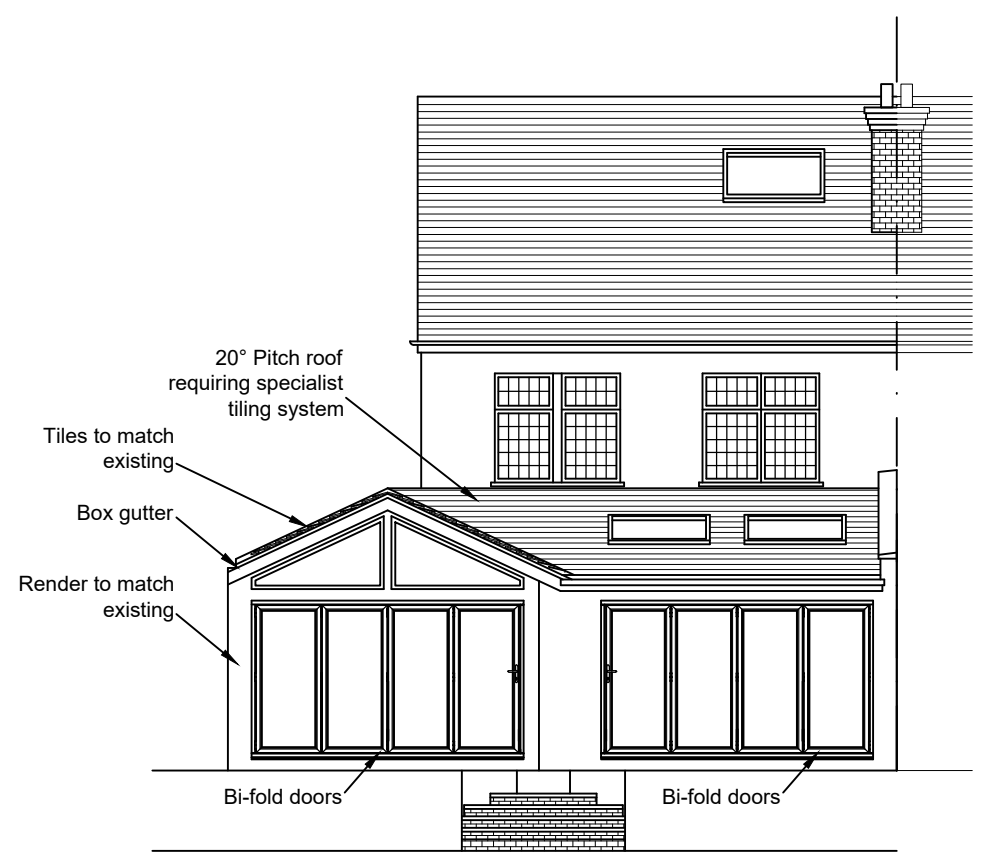 20° Pitch roof
requiring specialist
tiling system
Tiles to match
existing
Box gutter
Render to match
existing
Bi-fold doors
Bi-fold doors